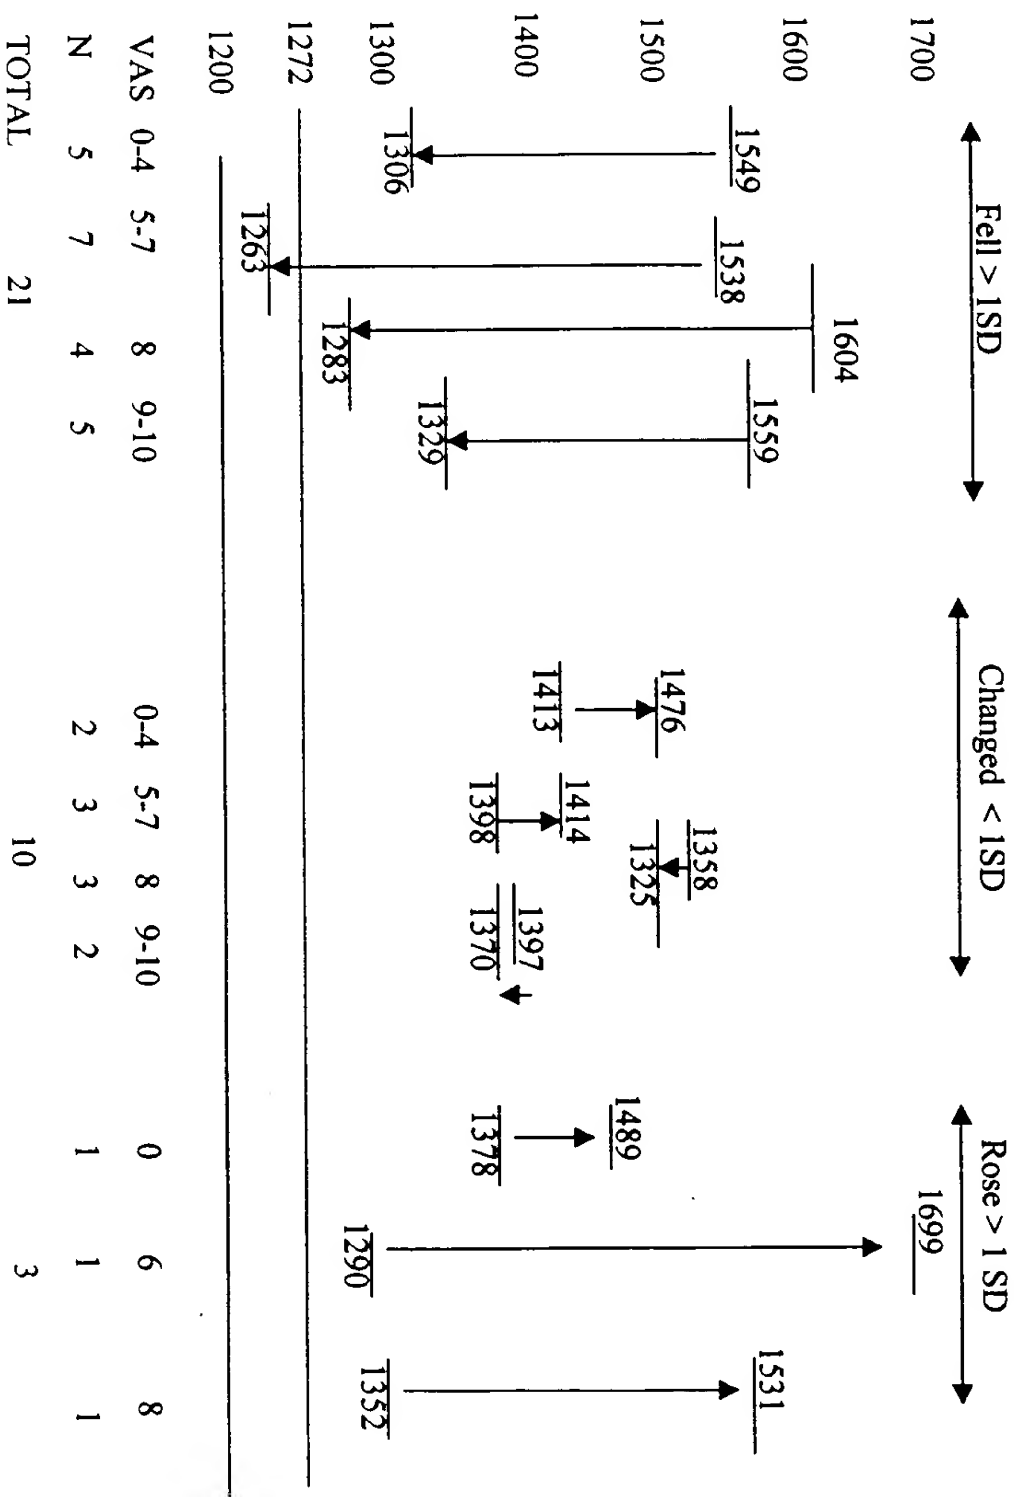 Fell > 1SD Changed < 1SD Rose > 1 SD
1700
1699
1600
1604
1549 1538 1559 1531
1500
1476 1358 1489
1325
1400
1413 1414 1397
1398 1370 1378
1300
1306 1329 1352
1283 1290
1272
1263
1200
VAS 0-4 5-7 8 9-10 0-4 5-7 8 9-10 0 6 8
N 5 7 4 5 2 3 3 2 1 1 1
TOTAL 21 10 3